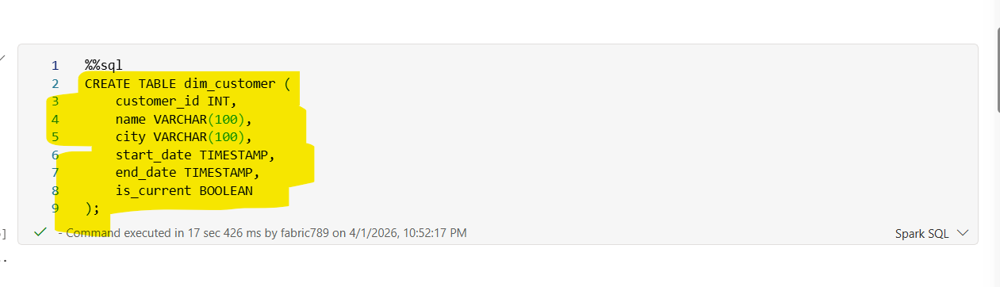 1 %%sql
2 CREATE TABLE dim_customer (
3 customer_id INT,
4 name VARCHAR(100),
5 city VARCHAR(100),
6 start_date TIMESTAMP,
7 end_date TIMESTAMP,
8 is_current BOOLEAN
9 );
]
- Command executed in 17 sec 426 ms by fabric789 on 4/1/2026, 10:52:17 PM Spark SQL
..